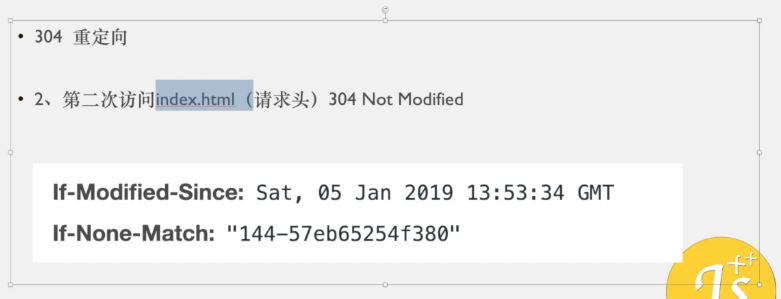 • 304 重定向
• 2、第二次访问index.html（请求头）304 Not Modified
If-Modified-Since: Sat, 05 Jan 2019 13:53:34 GMT
If-None-Match: "144-57eb65254f380"
Js++